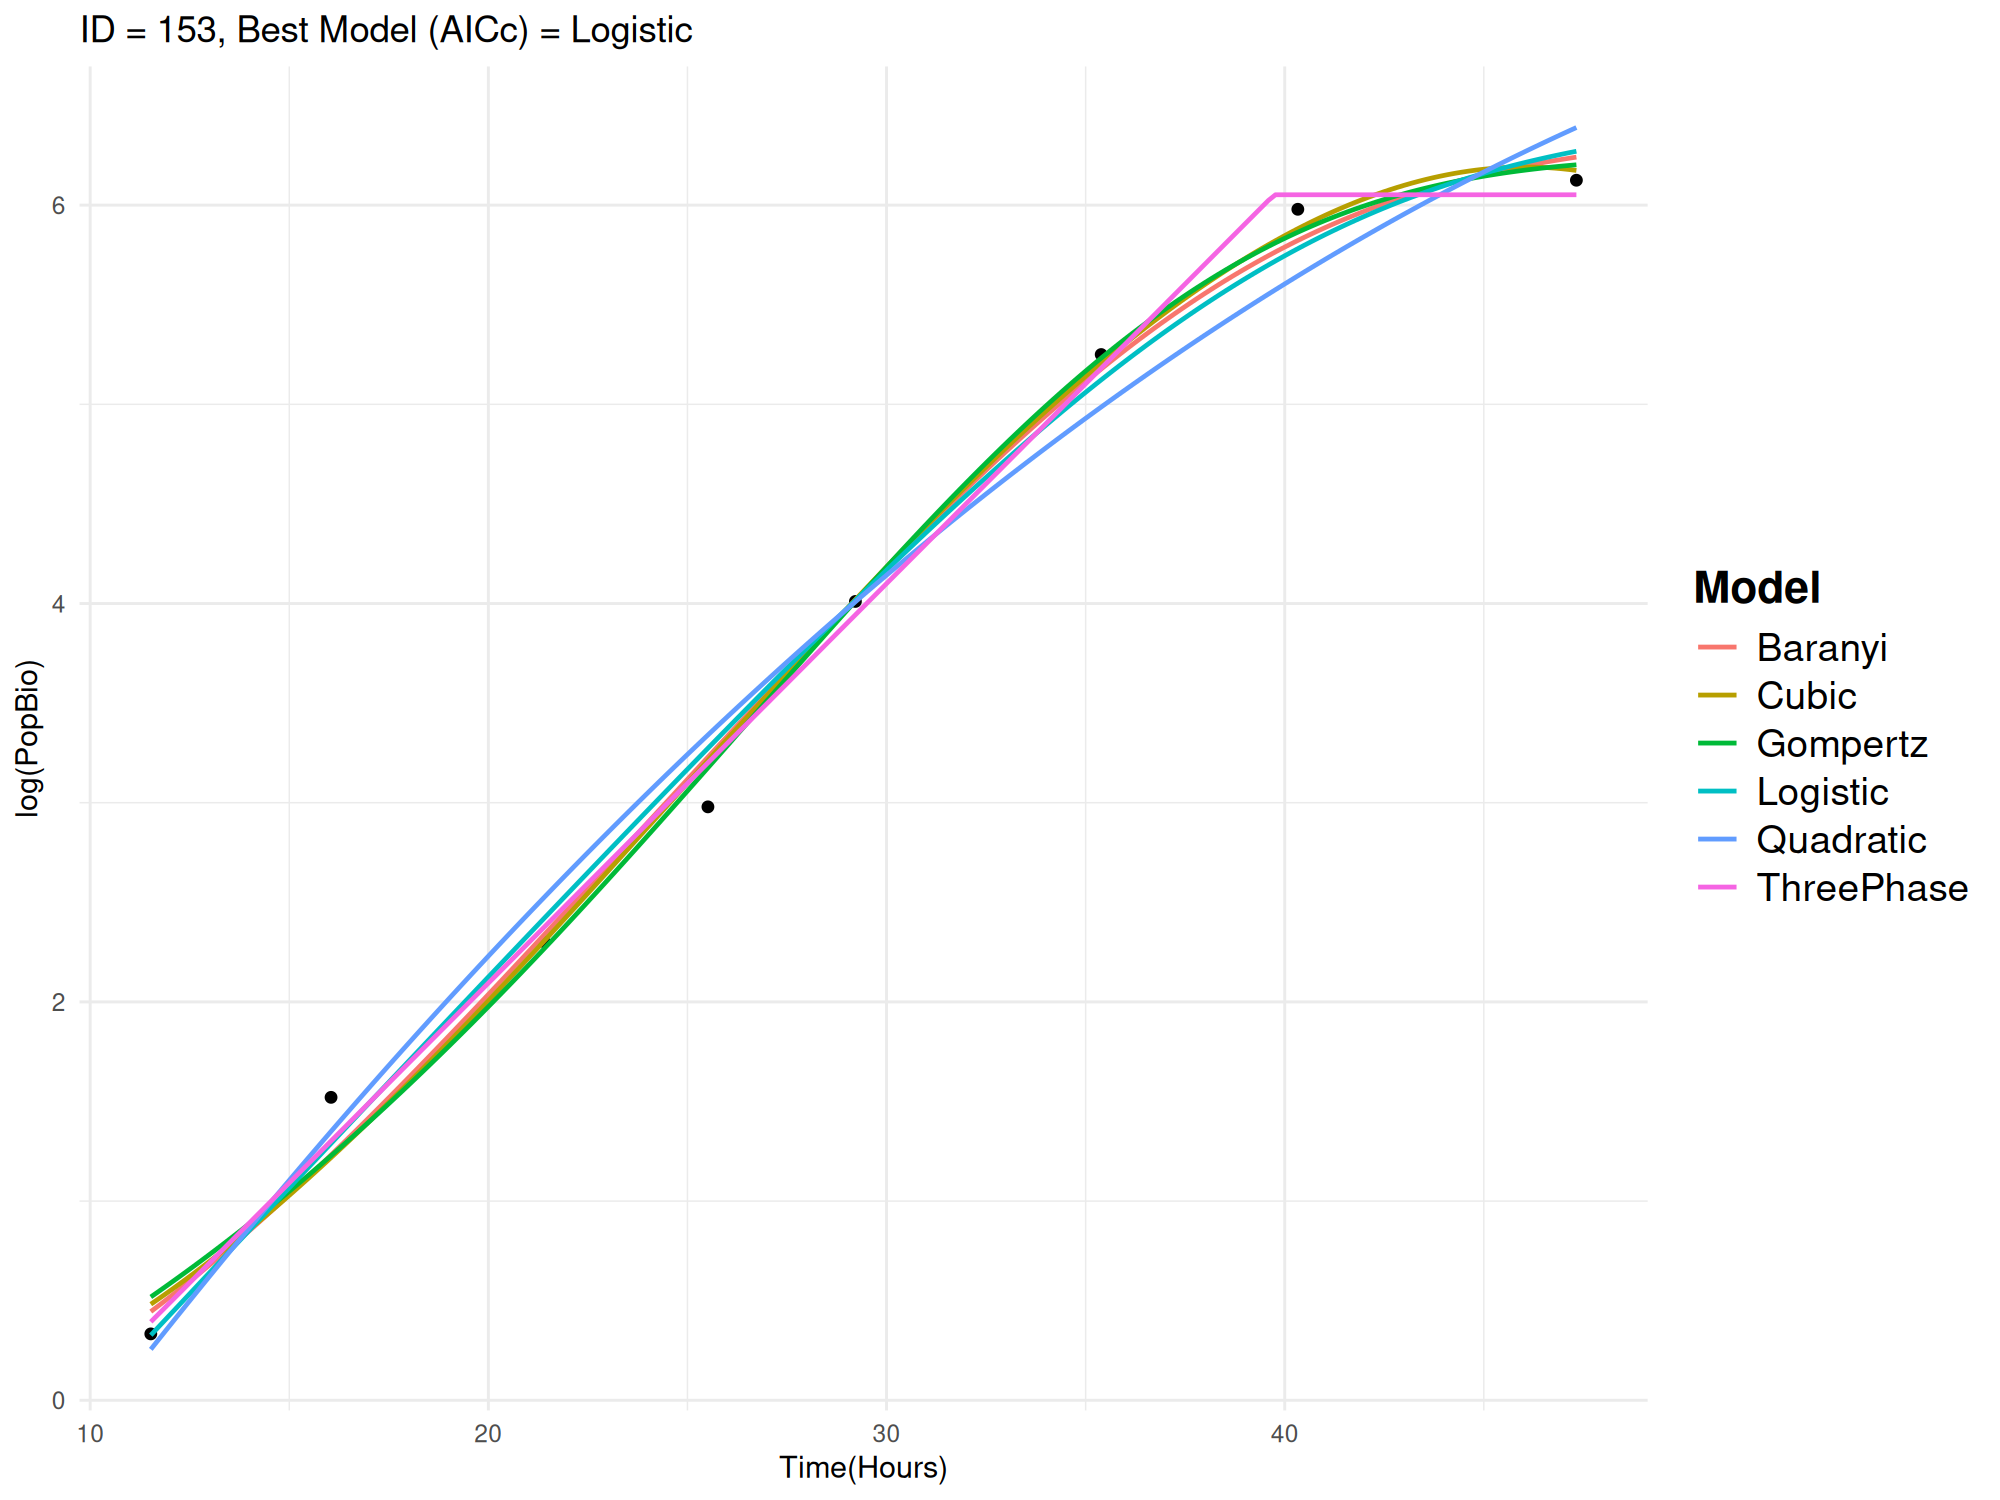 ID = 153, Best Model (AICc) = Logistic
6
4
2
0
log(PopBio)
10 20 30 40
Time(Hours)
Model
Baranyi
Cubic
Gompertz
Logistic
Quadratic
ThreePhase